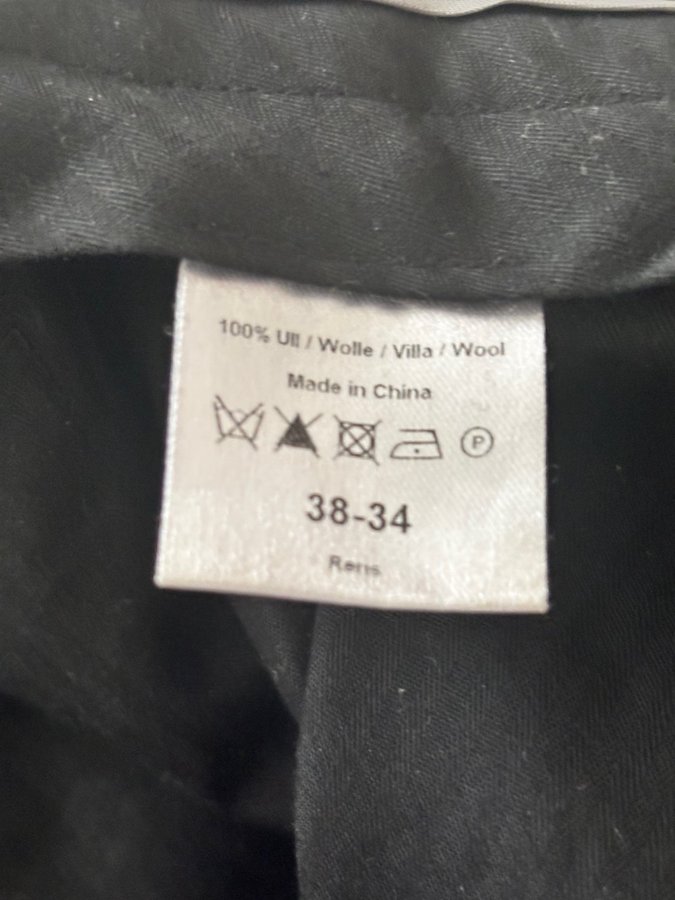 100% Ull / Wolle / Villa / Wool
Made in China
P
38-34
Rens